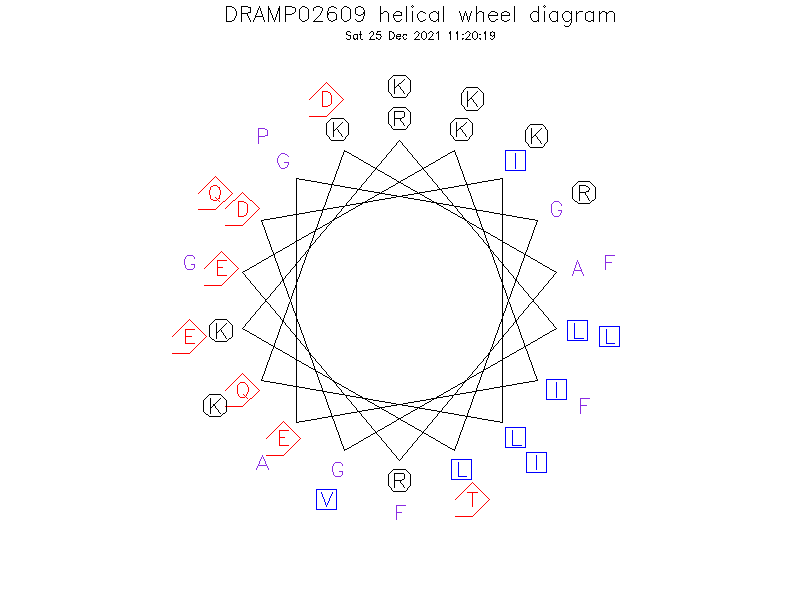 DRAMP02609 helical wheel diagram
Sat 25 Dec 2021 11:20:19
K
D K
R
K K
K
P I
G
Q R
D G
G E A F
E K L L
Q I
K F
E L
A I
G L
V R T
F